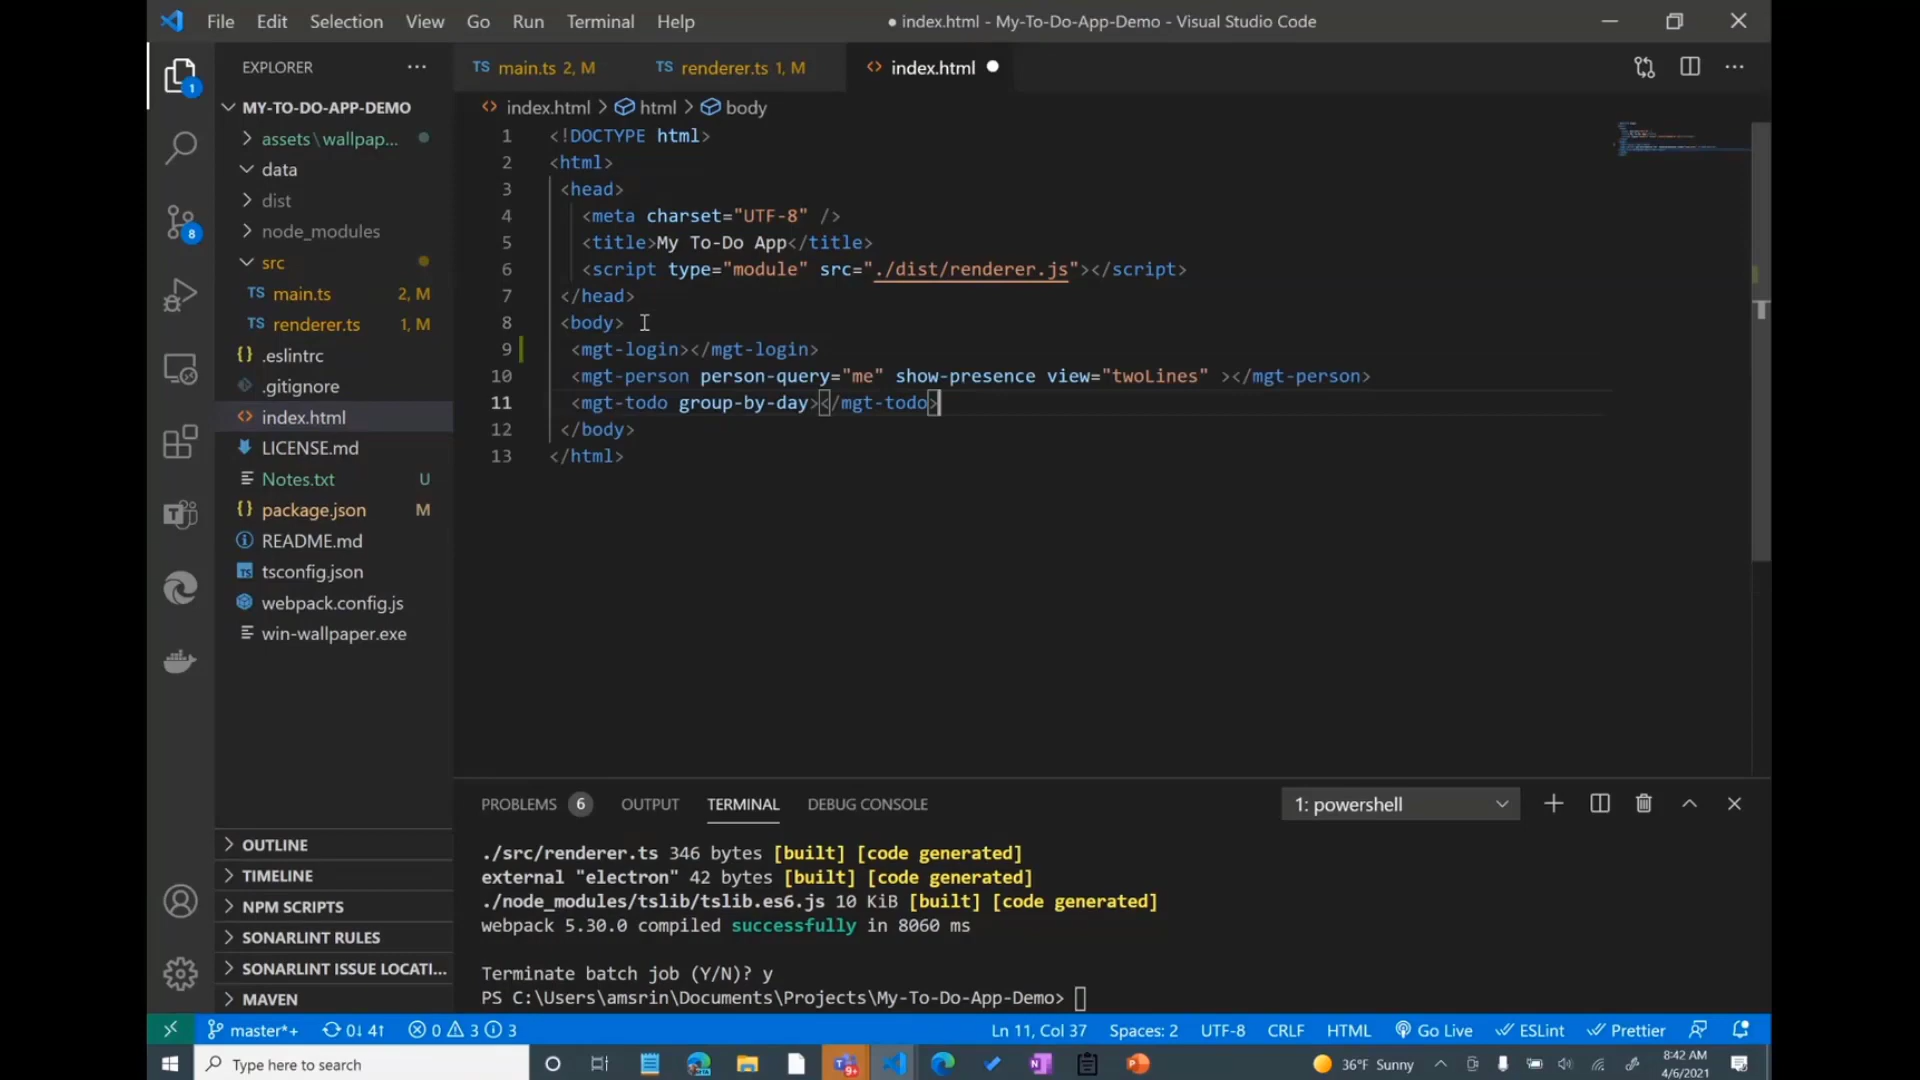 File Edit Selection View Go Run Terminal Help
● index.html - My-To-Do-App-Demo - Visual Studio Code
EXPLORER
TS main.ts 2, M
TS renderer.ts 1, M
index.html
1
8
MY-TO-DO-APP-DEMO
assets\wallpap...
data
dist
node_modules
src
TS main.ts 2, M
TS renderer.ts 1, M
.eslintrc
.gitignore
index.html
LICENSE.md
Notes.txt U
package.json M
README.md
tsconfig.json
webpack.config.js
win-wallpaper.exe
OUTLINE
TIMELINE
NPM SCRIPTS
SONARLINT RULES
SONARLINT ISSUE LOCATI...
MAVEN
index.html > html > body
1 <!DOCTYPE html>
2 <html>
3 <head>
4 <meta charset="UTF-8" />
5 <title>My To-Do App</title>
6 <script type="module" src="./dist/renderer.js"></script>
7 </head>
8 <body>
9 <mgt-login></mgt-login>
10 <mgt-person person-query="me" show-presence view="twoLines" ></mgt-person>
11 <mgt-todo group-by-day></mgt-todo>
12 </body>
13 </html>
PROBLEMS 6 OUTPUT TERMINAL DEBUG CONSOLE
1: powershell
./src/renderer.ts 346 bytes [built] [code generated]
external "electron" 42 bytes [built] [code generated]
./node_modules/tslib/tslib.es6.js 10 KiB [built] [code generated]
webpack 5.30.0 compiled successfully in 8060 ms
Terminate batch job (Y/N)? y
PS C:\Users\amsrin\Documents\Projects\My-To-Do-App-Demo>
master*+ 0↓ 4↑ 0 3 3
Ln 11, Col 37 Spaces: 2 UTF-8 CRLF HTML Go Live ESLint Prettier
Type here to search
9+
36°F Sunny
8:42 AM
4/6/2021